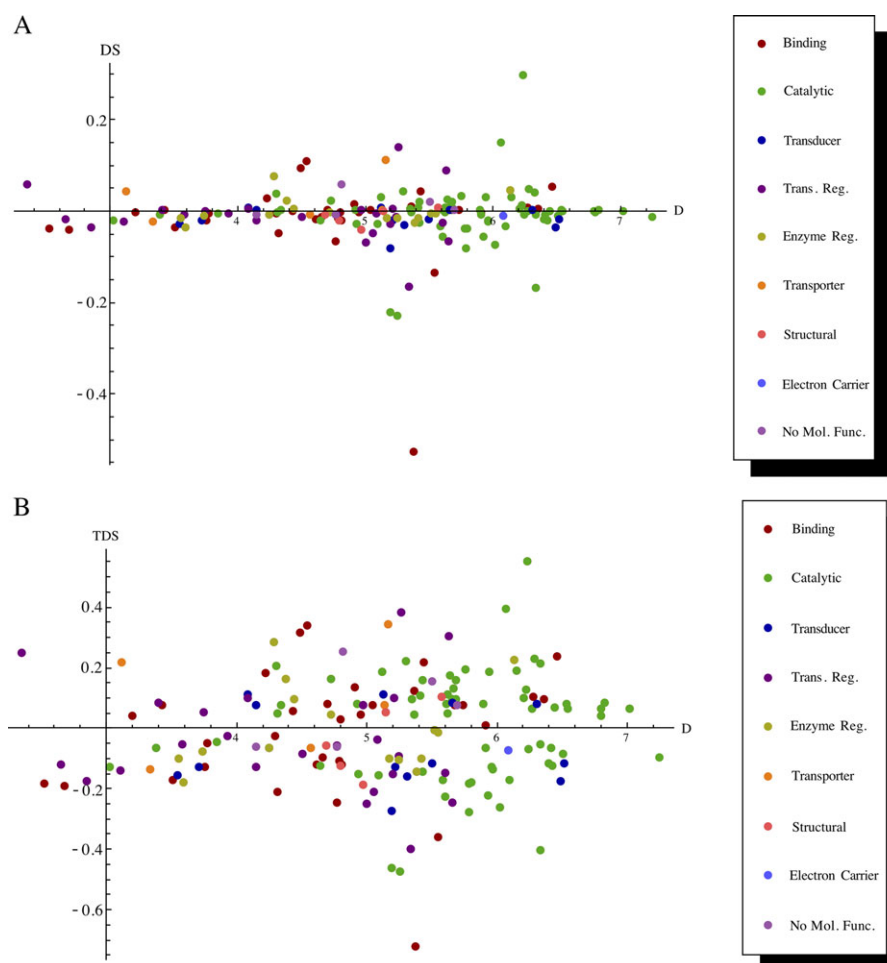 A
DS
0.2
D
4
5
6
7
- 0.2
- 0.4
Binding
Catalytic
Transducer
Trans. Reg.
Enzyme Reg.
Transporter
Structural
Electron Carrier
No Mol. Func.
B
TDS
0.4
0.2
D
4
5
6
7
- 0.2
- 0.4
- 0.6
Binding
Catalytic
Transducer
Trans. Reg.
Enzyme Reg.
Transporter
Structural
Electron Carrier
No Mol. Func.